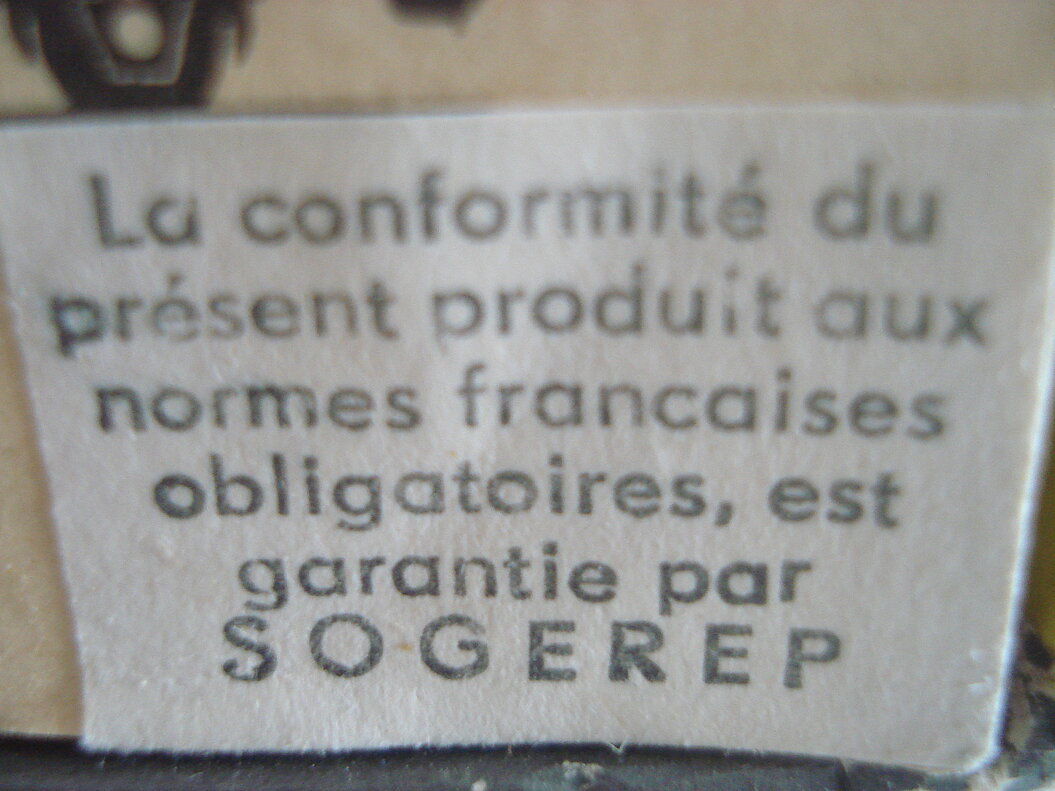 La conformité du
présent produit aux
normes francaises
obligatoires, est
garantie par
SOGEREP